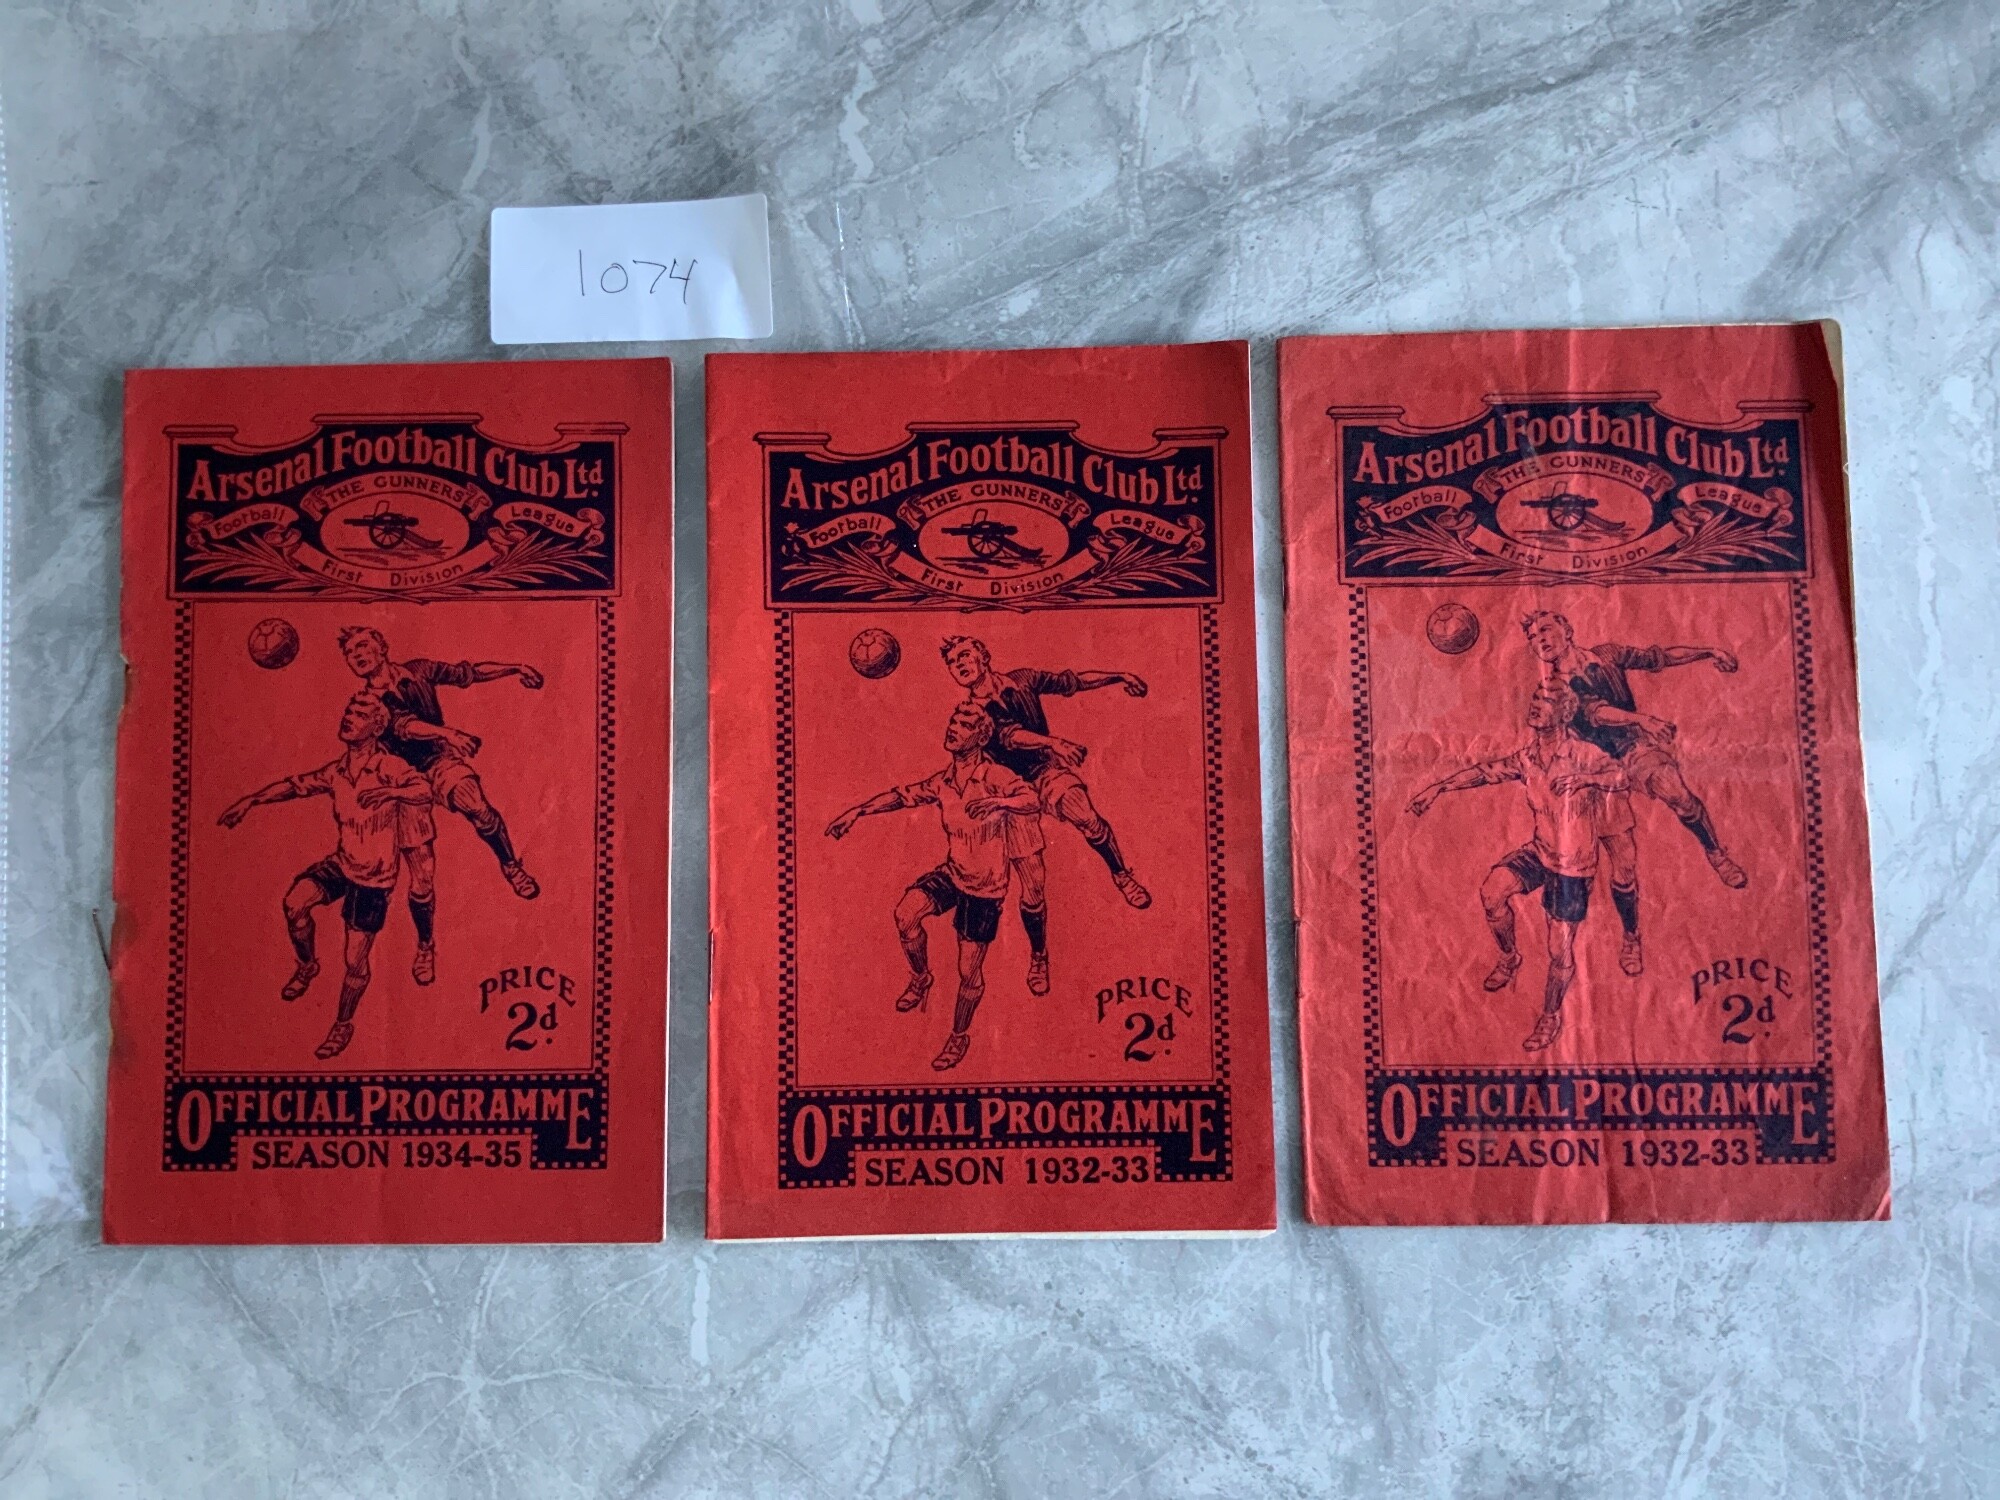 1074
Arsenal Football Club Ltd.
THE GUNNERS
Football League
First Division
PRICE
2d.
OFFICIAL PROGRAMME
SEASON 1934-35
Arsenal Football Club Ltd.
THE GUNNERS
Football League
First Division
PRICE
2d.
OFFICIAL PROGRAMME
SEASON 1932-33
Arsenal Football Club Ltd.
THE GUNNERS
Football League
First Division
PRICE
2d.
OFFICIAL PROGRAMME
SEASON 1932-33